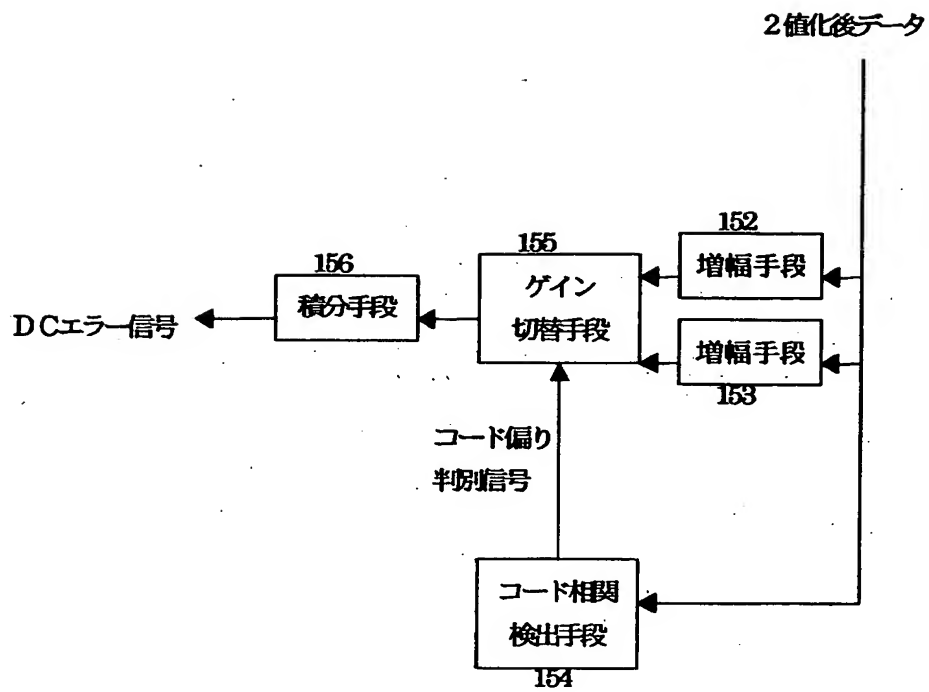 2値化後データ
152
増幅手段
155
ゲイン
切替手段
156
積分手段
DCエラー信号
増幅手段
153
コード偏り
判別信号
コード相関
検出手段
154